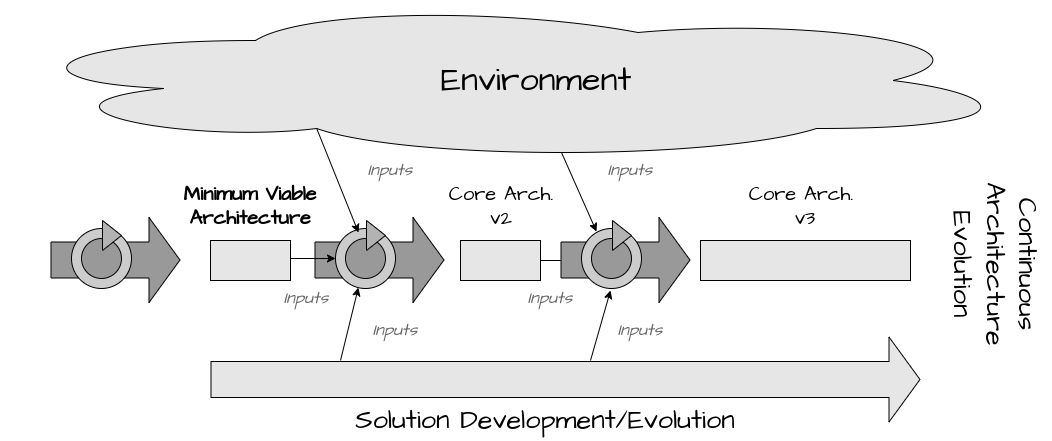 Environment
Inputs
Inputs
Minimum Viable
Architecture
Core Arch.
v2
Core Arch.
v3
Inputs
Inputs
Inputs
Inputs
Solution Development/Evolution
Continuous
Architecture
Evolution